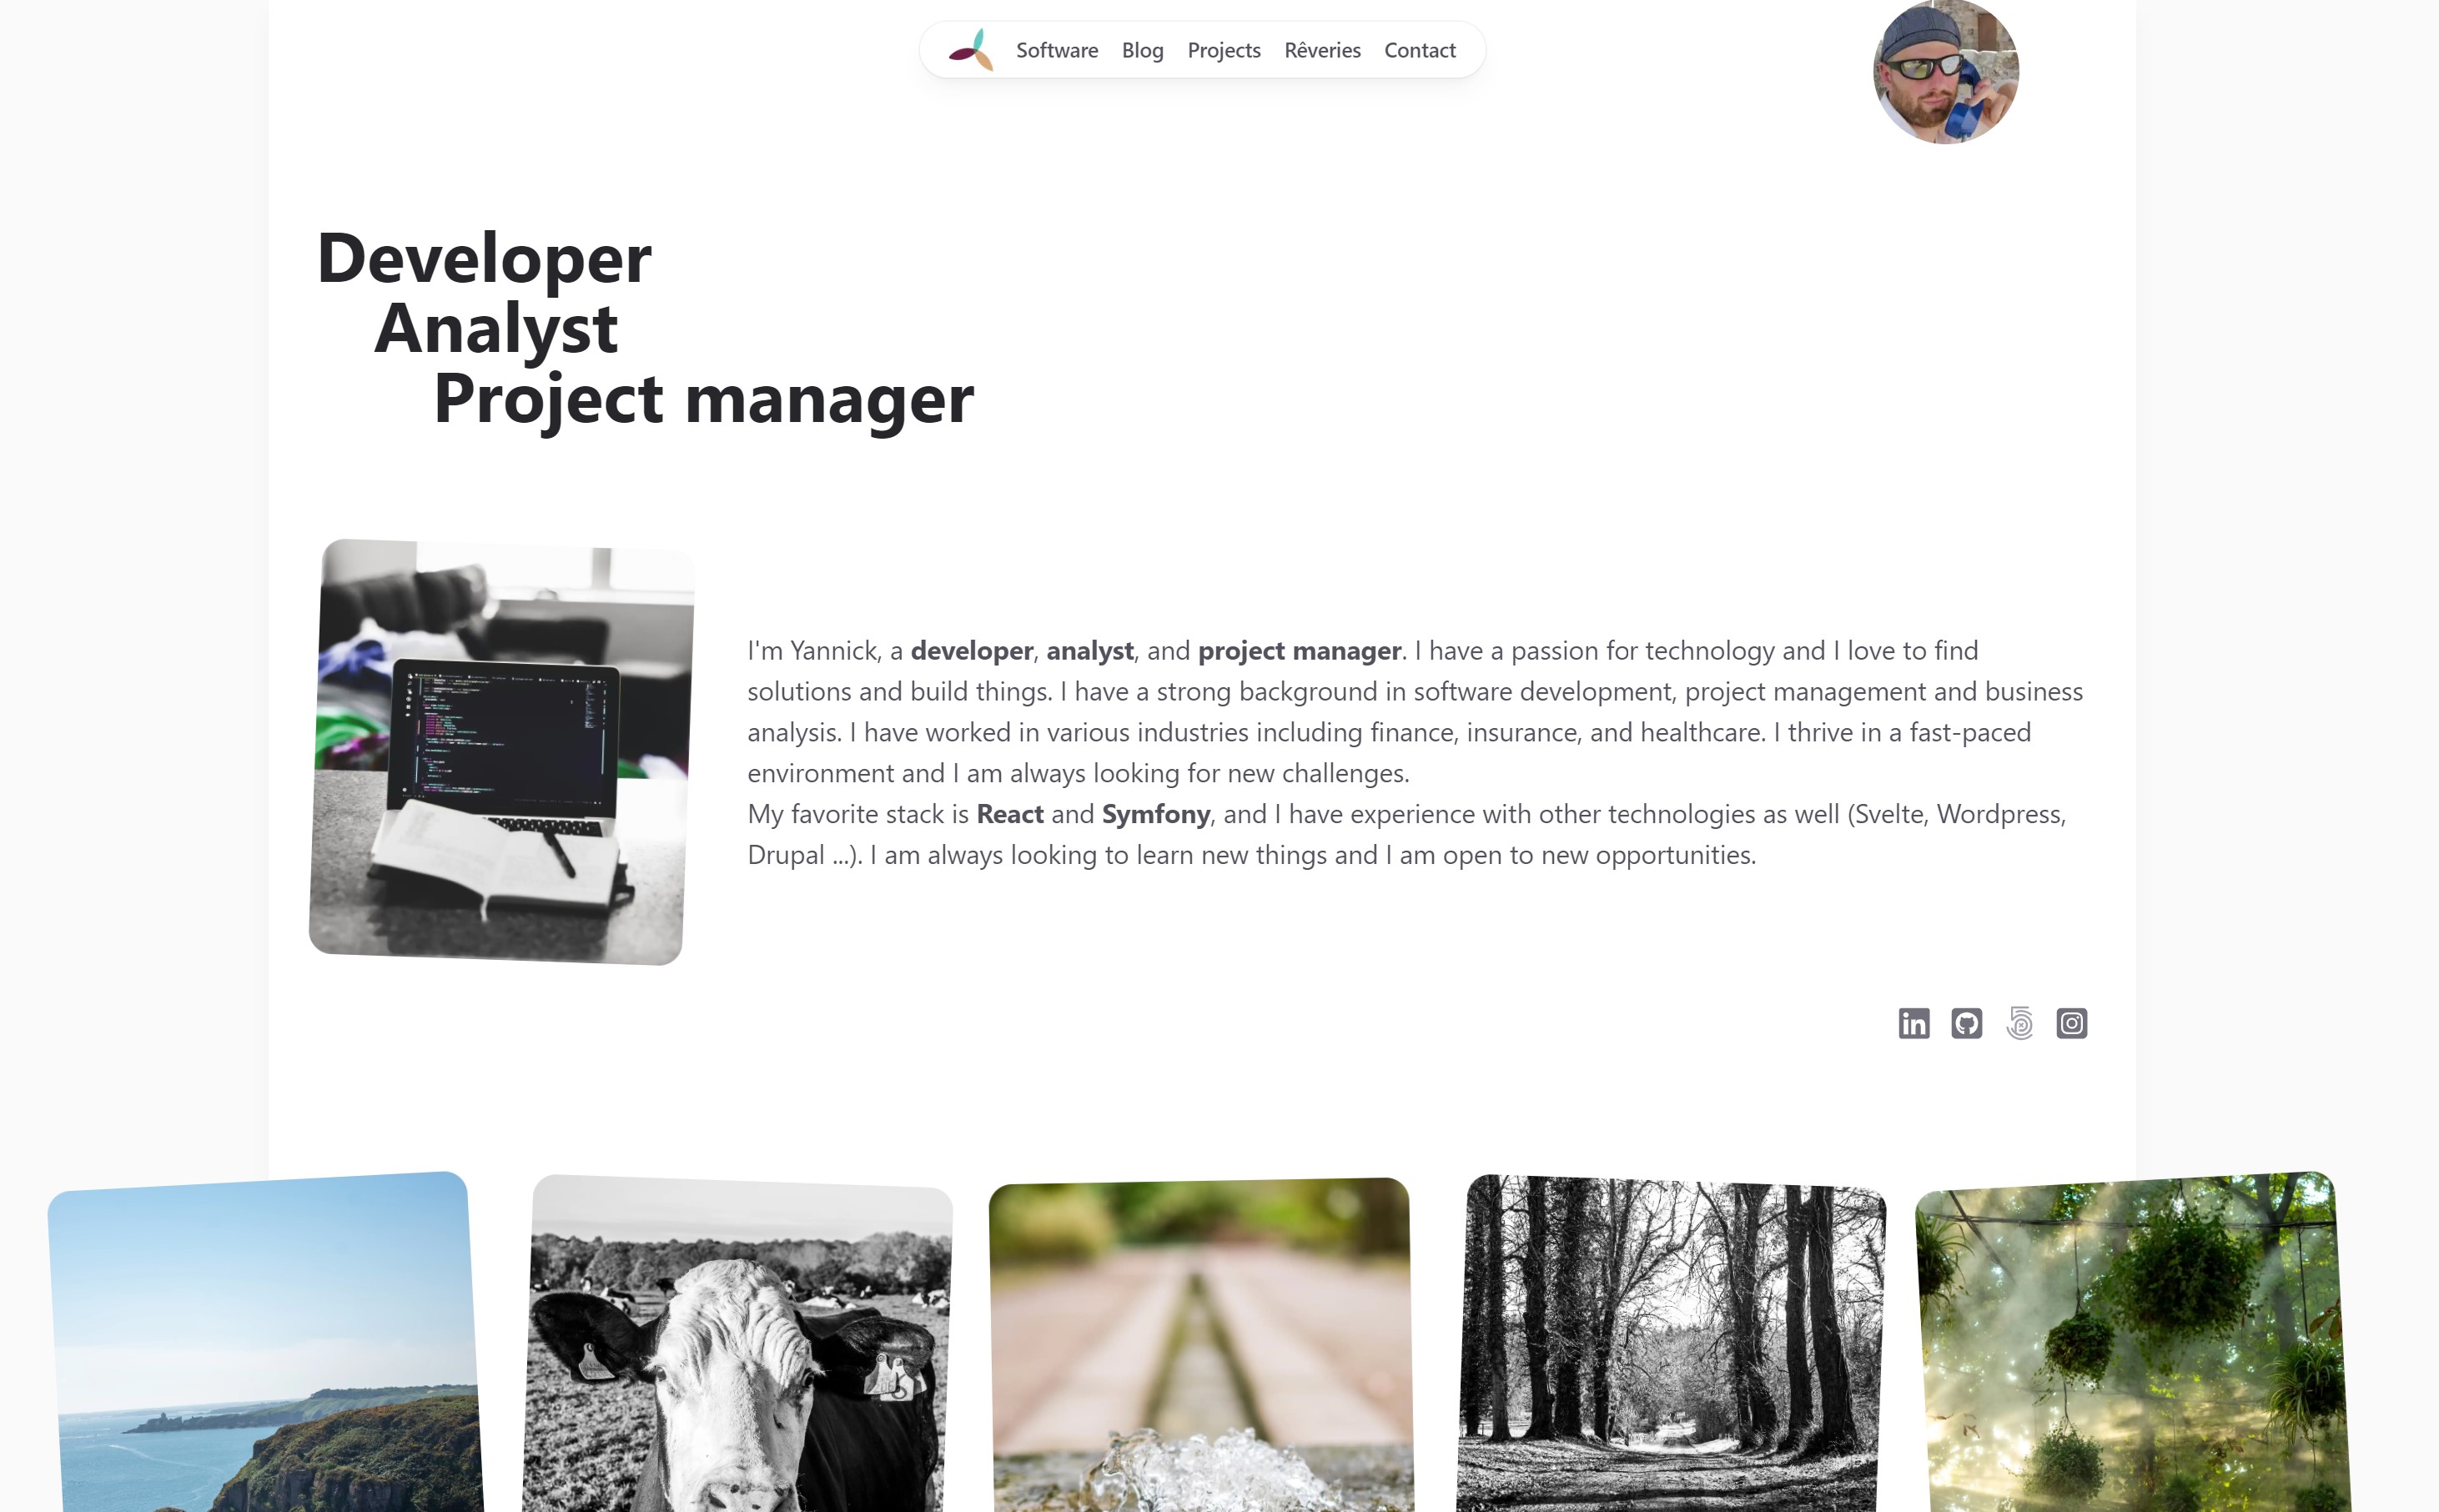 Software Blog Projects Rêveries Contact
Developer
Analyst
Project manager
I'm Yannick, a developer, analyst, and project manager. I have a passion for technology and I love to find
solutions and build things. I have a strong background in software development, project management and business
analysis. I have worked in various industries including finance, insurance, and healthcare. I thrive in a fast-paced
environment and I am always looking for new challenges.
My favorite stack is React and Symfony, and I have experience with other technologies as well (Svelte, Wordpress,
Drupal ...). I am always looking to learn new things and I am open to new opportunities.
in